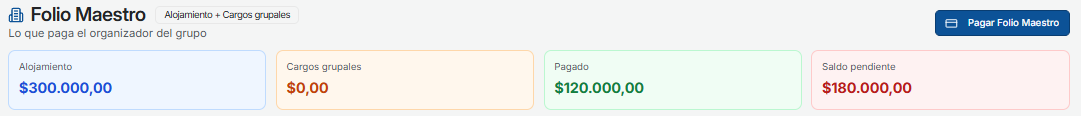 Folio Maestro
Alojamiento + Cargos grupales
Lo que paga el organizador del grupo
Pagar Folio Maestro
Alojamiento
$300.000,00
Cargos grupales
$0,00
Pagado
$120.000,00
Saldo pendiente
$180.000,00